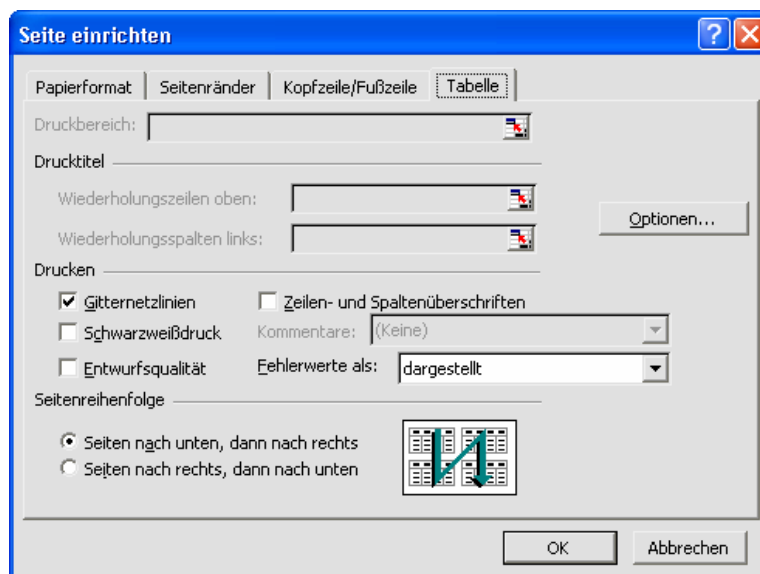 Seite einrichten
Papierformat Seitenränder Kopfzeile/Fußzeile Tabelle
Druckbereich:
Drucktitel
Wiederholungszeilen oben:
Optionen...
Wiederholungsspalten links:
Drucken
Gitternetzlinien Zeilen- und Spaltenüberschriften
Schwarzweißdruck Kommentare: (Keine)
Entwurfsqualität Fehlerwerte als: dargestellt
Seitenreihenfolge
Seiten nach unten, dann nach rechts
Seiten nach rechts, dann nach unten
OK Abbrechen